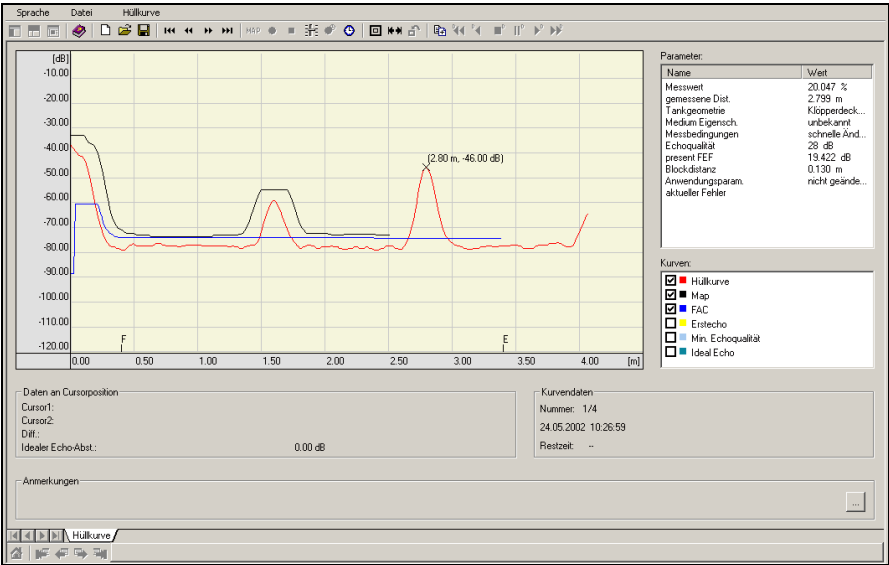 Sprache Datei Hüllkurve
MAP
[dB]
-10.00
-20.00
-30.00
-40.00
-50.00
-60.00
-70.00
-80.00
-90.00
-100.00
-110.00
-120.00
(2.80 m, -46.00 dB)
F E
0.00 0.50 1.00 1.50 2.00 2.50 3.00 3.50 4.00 [m]
Parameter:
Name Wert
Messwert 20.047 %
gemessene Dist. 2.799 m
Tankgeometrie Klöpperdeck...
Medium Eigensch. unbekannt
Messbedingungen schnelle Änd...
Echoqualität 28 dB
present FEF 19.422 dB
Blockdistanz 0.130 m
Anwendungsparam. nicht geände...
aktueller Fehler
Kurven:
Hüllkurve
Map
FAC
Erstecho
Min. Echoqualität
Ideal Echo
Daten an Cursorposition
Cursor1:
Cursor2:
Diff.:
Idealer Echo-Abst.: 0.00 dB
Kurvendaten
Nummer: 1/4
24.05.2002 10:26:59
Restzeit: --
Anmerkungen
...
Hüllkurve